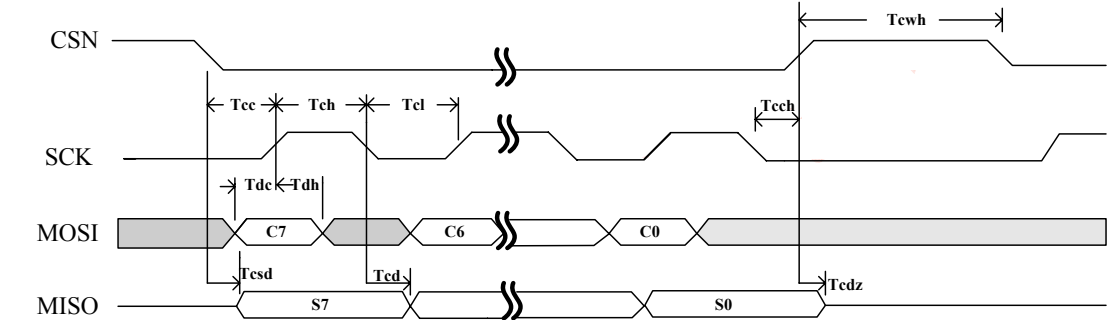 Tcwh
CSN
Tcc Tch Tcl Tcch
SCK
Tdc Tdh
MOSI C7 C6 C0
Tcsd Tcd Tcdz
MISO S7 S0